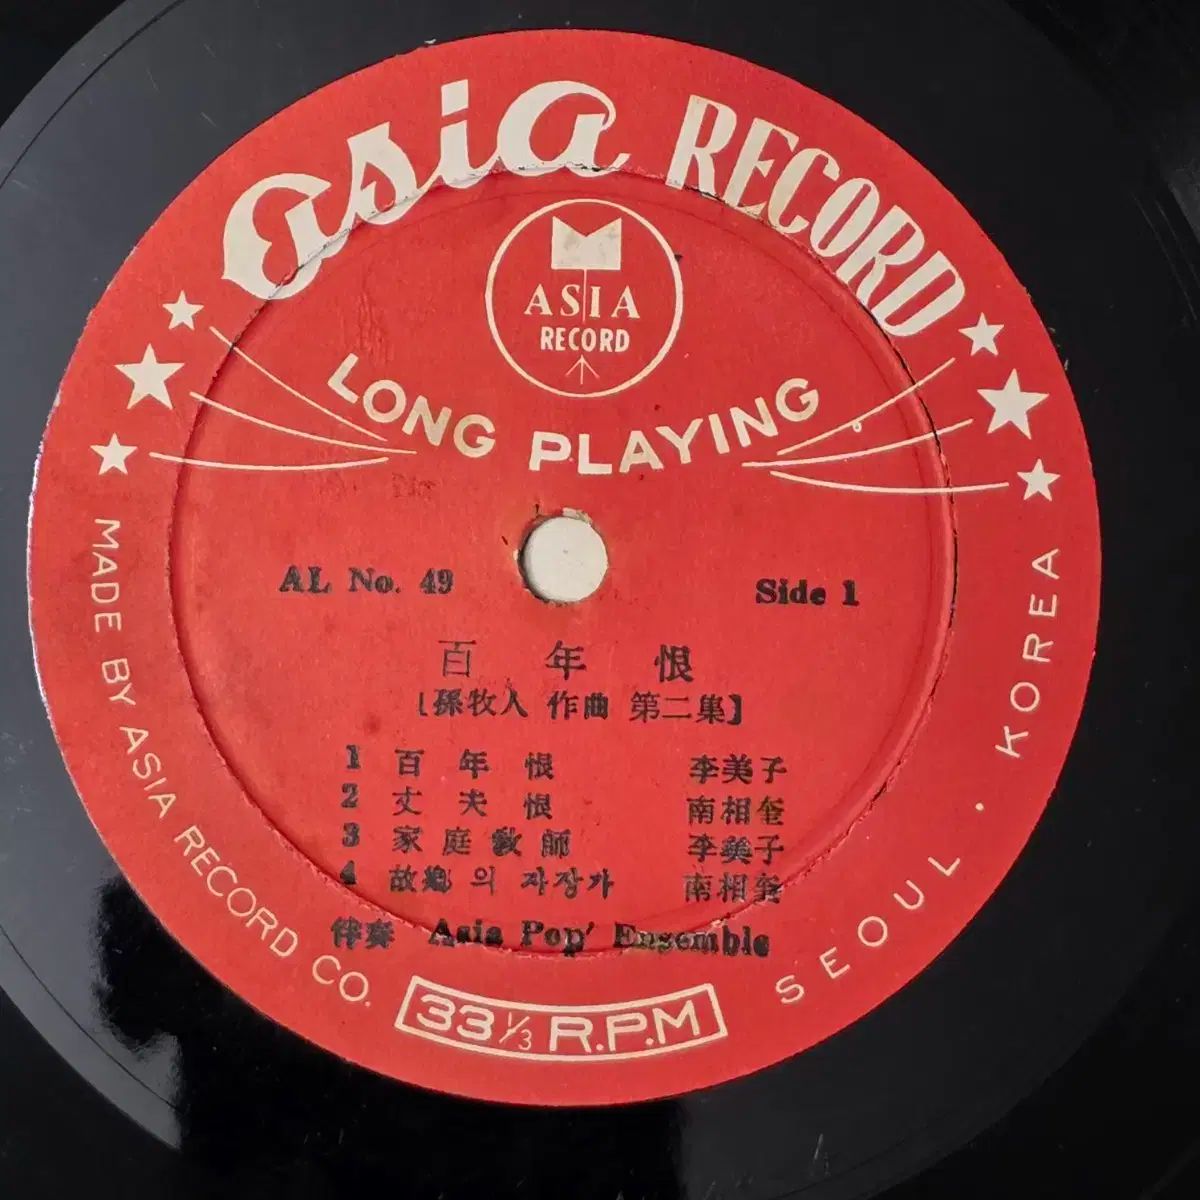 asia RECORD
ASIA
RECORD
LONG PLAYING
AL No. 49
Side 1
百年恨
[孫牧人 作曲 第二集]
1 百年恨 李美子
2 丈夫恨 南相奎
3 家庭敎師 李美子
4 故鄕의 자장가 南相奎
伴奏 Asia Pop' Ensemble
33 1/3 R.P.M
MADE BY ASIA RECORD CO.
SEOUL . KOREA